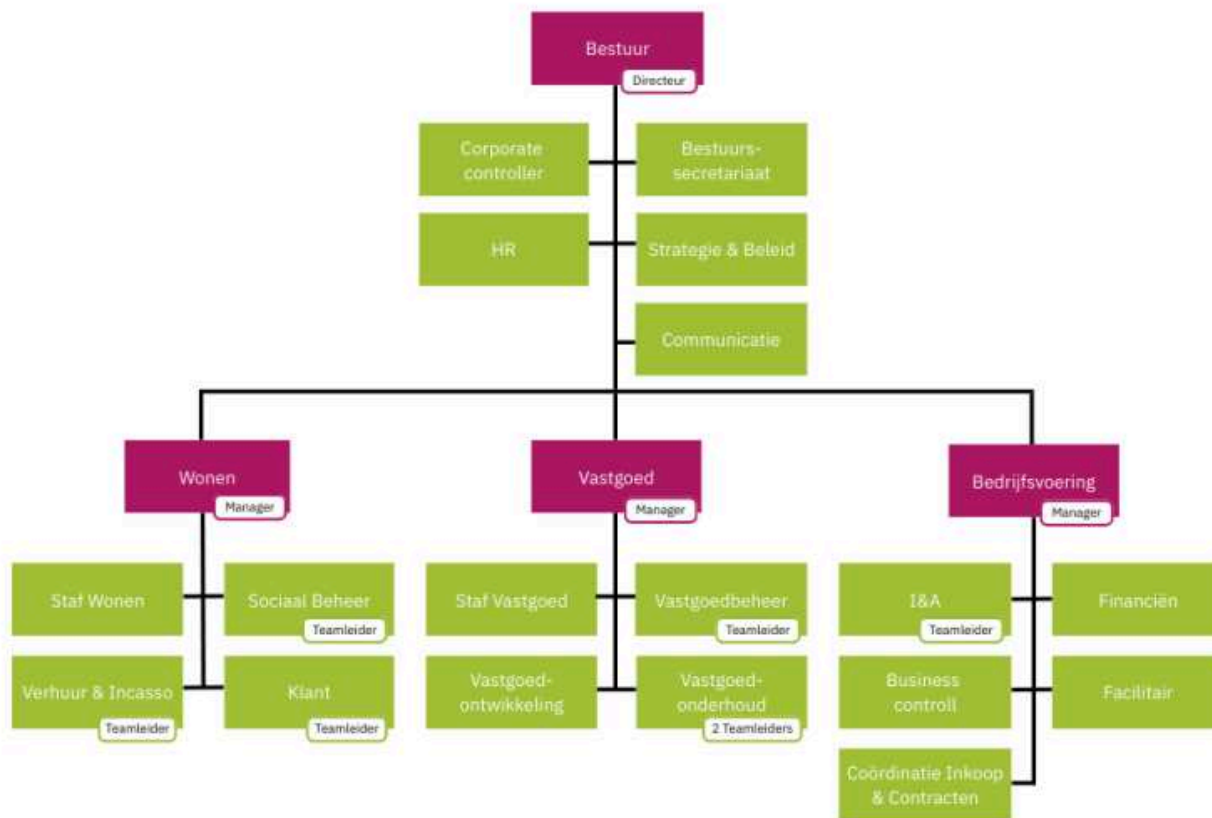 Bestuur
Directeur
Corporate
controller
Bestuurs-
secretariaat
HR
Strategie & Beleid
Communicatie
Wonen
Manager
Vastgoed
Manager
Bedrijfsvoering
Manager
Staf Wonen
Sociaal Beheer
Teamleider
Verhuur & Incasso
Teamleider
Klant
Teamleider
Staf Vastgoed
Vastgoedbeheer
Teamleider
Vastgoed-
ontwikkeling
Vastgoed-
onderhoud
2 Teamleiders
I&A
Teamleider
Financiën
Business
controll
Facilitair
Coördinatie Inkoop
& Contracten